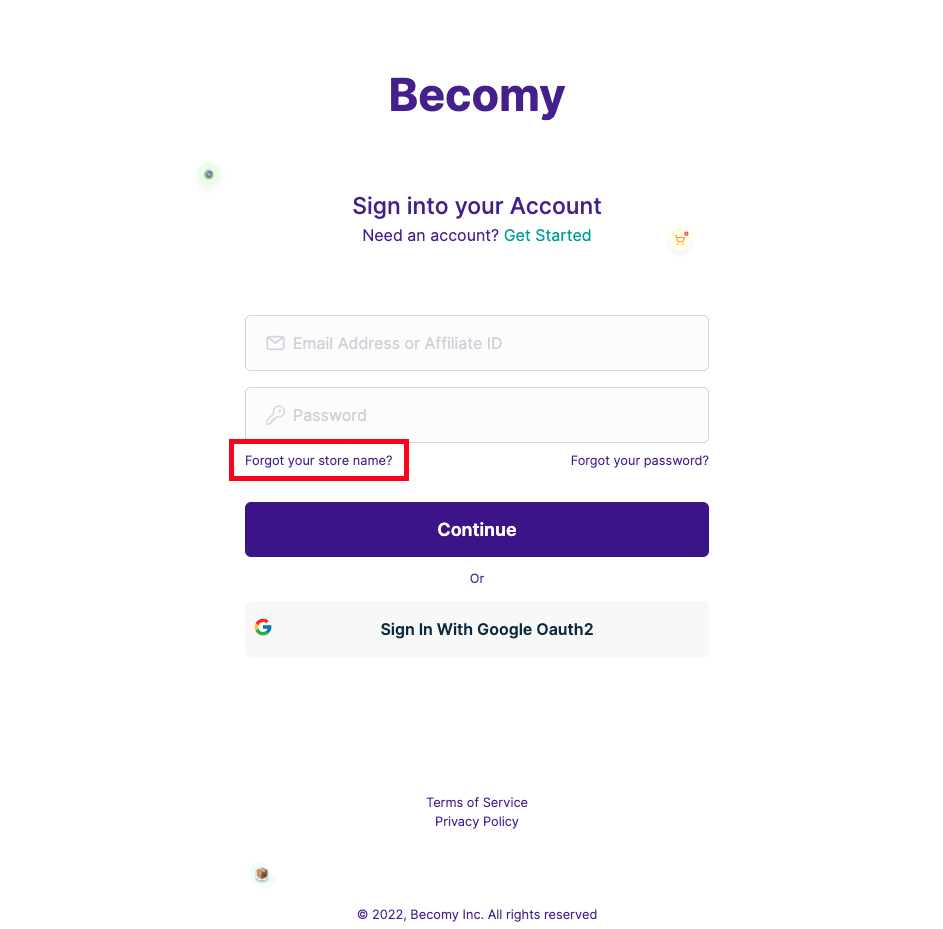 Becomy
Sign into your Account
Need an account? Get Started
Email Address or Affiliate ID
Password
Forgot your store name?
Forgot your password?
Continue
Or
Sign In With Google Oauth2
Terms of Service
Privacy Policy
© 2022, Becomy Inc. All rights reserved